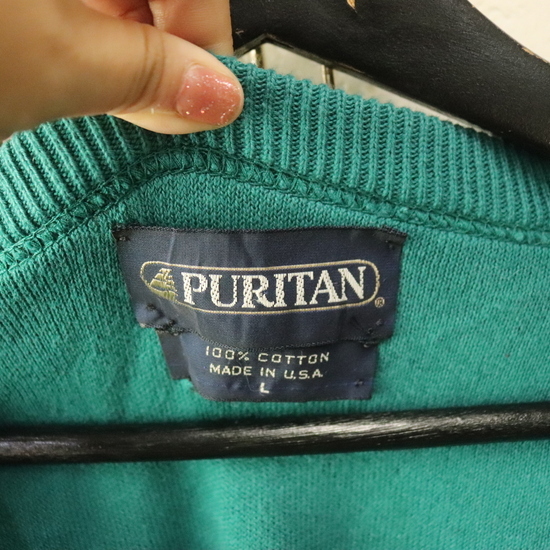 PURITAN®
100% COTTON
MADE IN U.S.A.
L